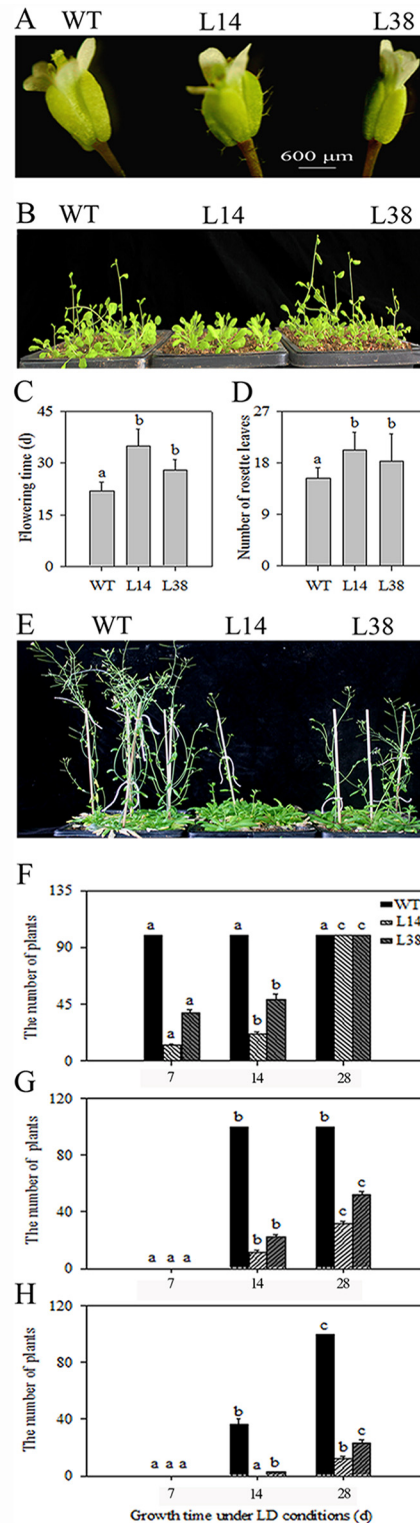 A WT L14 L38
600 μm
B WT L14 L38
C
45
30
15
0
Flowering time (d)
a b b
WT L14 L38
D
27
18
9
0
Number of rosette leaves
a b b
WT L14 L38
E WT L14 L38
F
135
90
45
0
The number of plants
a a a
a b b
a c c
WT
L14
L38
7 14 28
G
120
80
40
0
The number of plants
a a a
b b b
b c c
7 14 28
H
120
80
40
0
The number of plants
a a a
b a b
c b c
7 14 28
Growth time under LD conditions (d)